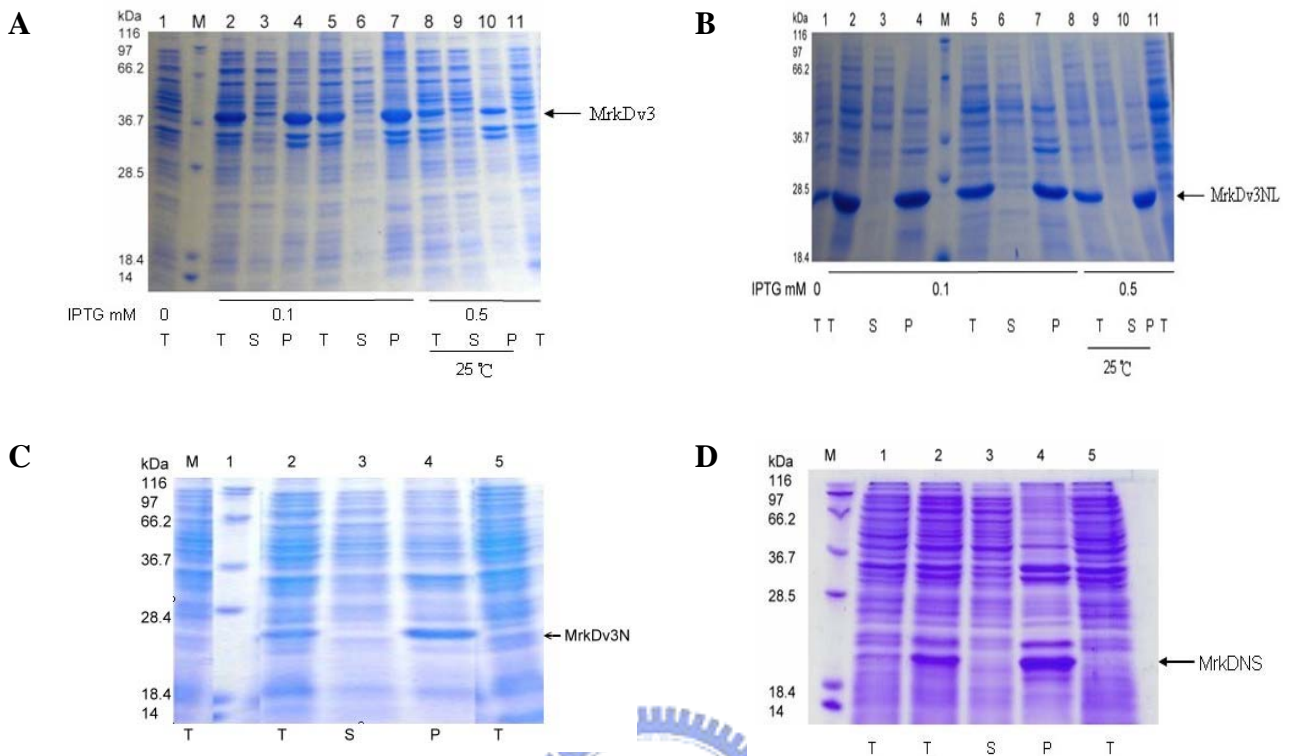 A
kDa 1 M 2 3 4 5 6 7 8 9 10 11
116
97
66.2
36.7
28.5
18.4
14
MrkDv3
IPTG mM 0 0.1 0.5
T T S P T S P T S P T
25 ℃
B
kDa 1 2 3 4 M 5 6 7 8 9 10 11
116
97
66.2
36.7
28.5
18.4
MrkDv3NL
IPTG mM 0 0.1 0.5
T T S P T S P T S P T
25 ℃
C
kDa M 1 2 3 4 5
116
97
66.2
36.7
28.4
18.4
14
MrkDv3N
T T S P T
D
kDa M 1 2 3 4 5
116
97
66.2
36.7
28.5
18.4
14
MrkDNS
T T S P T